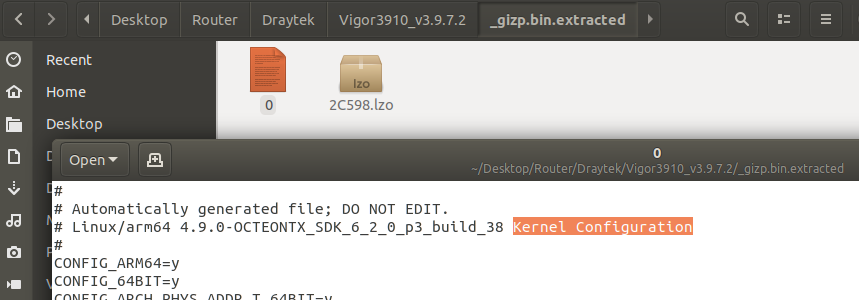 Desktop Router Draytek Vigor3910_v3.9.7.2 _gizp.bin.extracted
Recent
Home
Desktop
lzo
0 2C598.lzo
Open 0
~/Desktop/Router/Draytek/Vigor3910_v3.9.7.2/_gizp.bin.extracted
#
# Automatically generated file; DO NOT EDIT.
# Linux/arm64 4.9.0-OCTEONTX_SDK_6_2_0_p3_build_38 Kernel Configuration
#
CONFIG_ARM64=y
CONFIG_64BIT=y
CONFIG_ARCH_PHYS_ADDR_T_64BIT=y